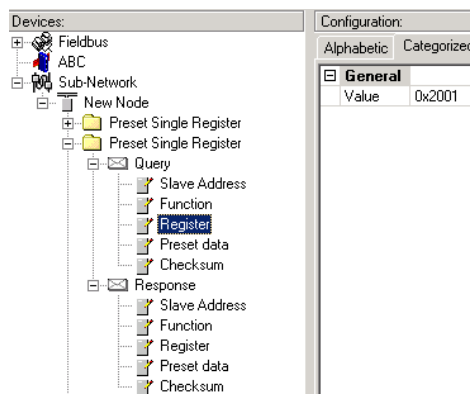 Devices:
Fieldbus
ABC
Sub-Network
New Node
Preset Single Register
Preset Single Register
Query
Slave Address
Function
Register
Preset data
Checksum
Response
Slave Address
Function
Register
Preset data
Checksum
Configuration:
Alphabetic Categorized
General
Value 0x2001